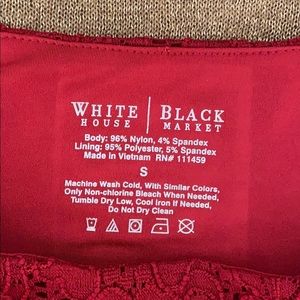 WHITE | BLACK
HOUSE | MARKET
Body: 96% Nylon, 4% Spandex
Lining: 95% Polyester, 5% Spandex
Made in Vietnam RN# 111459
S
Machine Wash Cold, With Similar Colors,
Only Non-chlorine Bleach When Needed,
Tumble Dry Low, Cool Iron If Needed,
Do Not Dry Clean